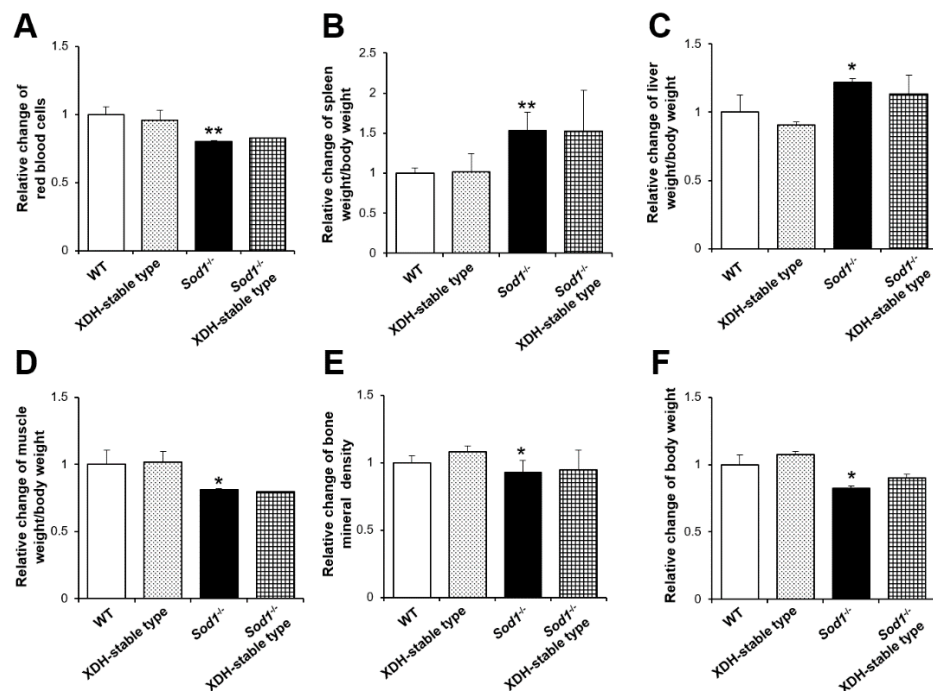 A
Relative change of
red blood cells
1.5
1
0.5
0
**
WT
XDH-stable type
Sod1-/-
Sod1-/-
XDH-stable type
B
Relative change of spleen
weight/body weight
2.5
2
1.5
1
0.5
0
**
WT
XDH-stable type
Sod1-/-
Sod1-/-
XDH-stable type
C
Relative change of liver
weight/body weight
1.5
1
0.5
0
*
WT
XDH-stable type
Sod1-/-
Sod1-/-
XDH-stable type
D
Relative change of muscle
weight/body weight
1.5
1
0.5
0
*
WT
XDH-stable type
Sod1-/-
Sod1-/-
XDH-stable type
E
Relative change of bone
mineral density
1.5
1
0.5
0
*
WT
XDH-stable type
Sod1-/-
Sod1-/-
XDH-stable type
F
Relative change of body weight
1.5
1
0.5
0
*
WT
XDH-stable type
Sod1-/-
Sod1-/-
XDH-stable type